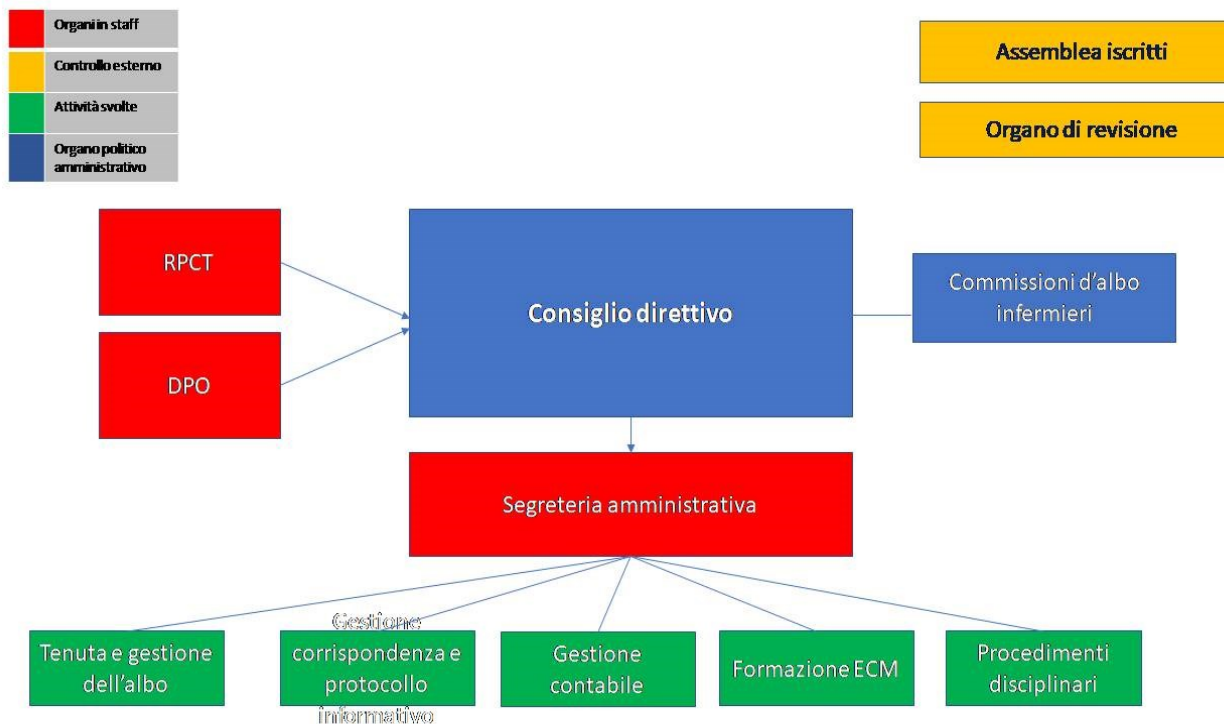 Organi in staff
Controllo esterno
Attività svolte
Organo politico
amministrativo
Assemblea iscritti
Organo di revisione
RPCT
DPO
Consiglio direttivo
Commissioni d’albo
infermieri
Segreteria amministrativa
Tenuta e gestione
dell’albo
Gestione
corrispondenza e
protocollo
informativo
Gestione
contabile
Formazione ECM
Procedimenti
disciplinari